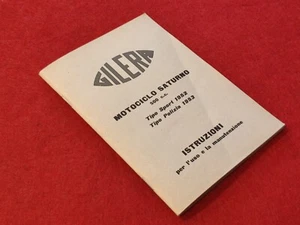 GILERA
MOTOCICLO SATURNO
500 c.c.
Tipo Sport 1952
Tipo Polizia 1952
ISTRUZIONI
per l'uso e la manutenzione